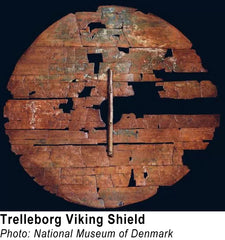 Trelleborg Viking Shield
Photo: National Museum of Denmark